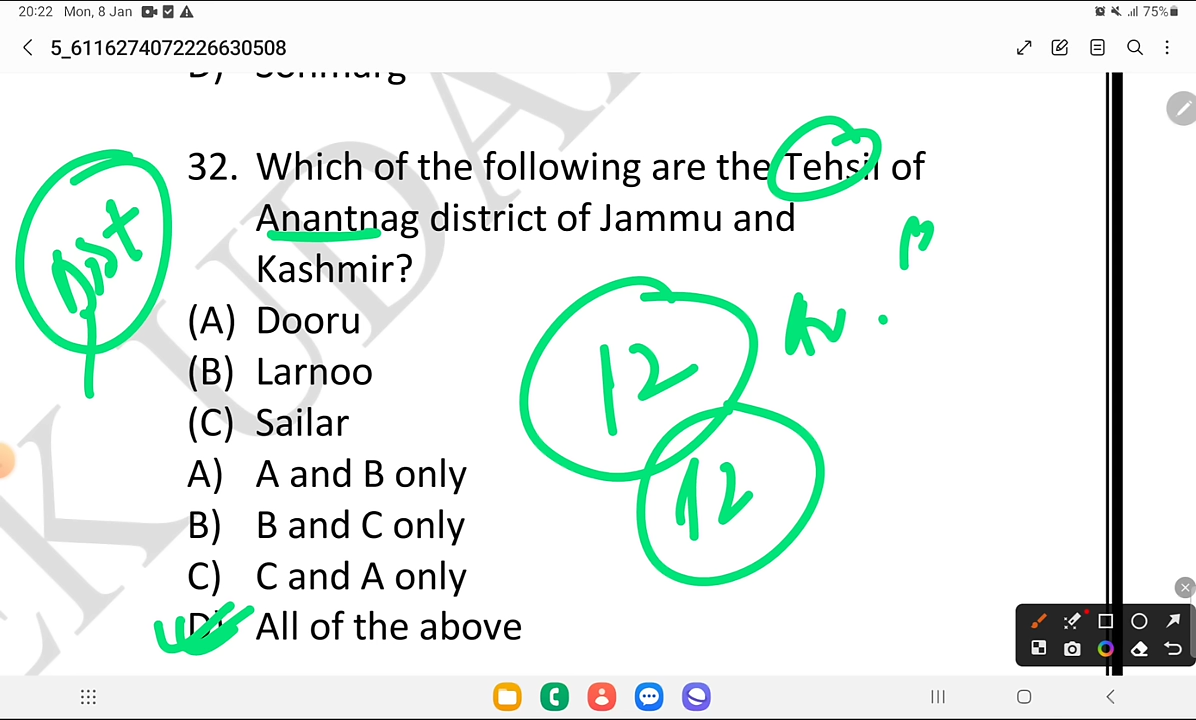 20:22 Mon, 8 Jan 75%
5_6116274072226630508
D) Sonmarg
32. Which of the following are the Tehsil of
Anantnag district of Jammu and
Kashmir?
(A) Dooru
(B) Larnoo
(C) Sailar
A) A and B only
B) B and C only
C) C and A only
D) All of the above
Dist
12
12